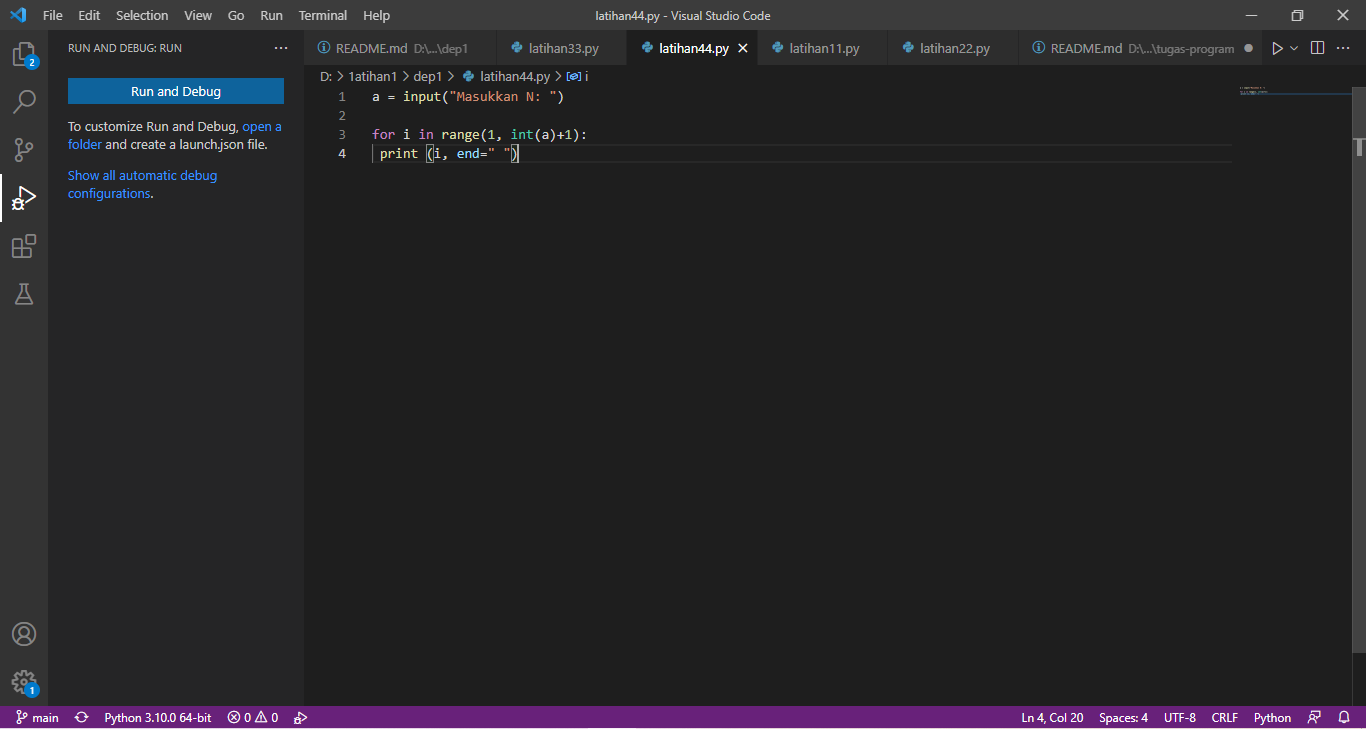 File Edit Selection View Go Run Terminal Help latihan44.py - Visual Studio Code
RUN AND DEBUG: RUN ···
README.md D:\...\dep1 latihan33.py latihan44.py latihan11.py latihan22.py README.md D:\...\tugas-program
2
Run and Debug
To customize Run and Debug, open a
folder and create a launch.json file.
Show all automatic debug
configurations.
D: > 1atihan1 > dep1 > latihan44.py > i
1 a = input("Masukkan N: ")
2
3 for i in range(1, int(a)+1):
4 print (i, end=" ")
1
main Python 3.10.0 64-bit 0 0 Ln 4, Col 20 Spaces: 4 UTF-8 CRLF Python